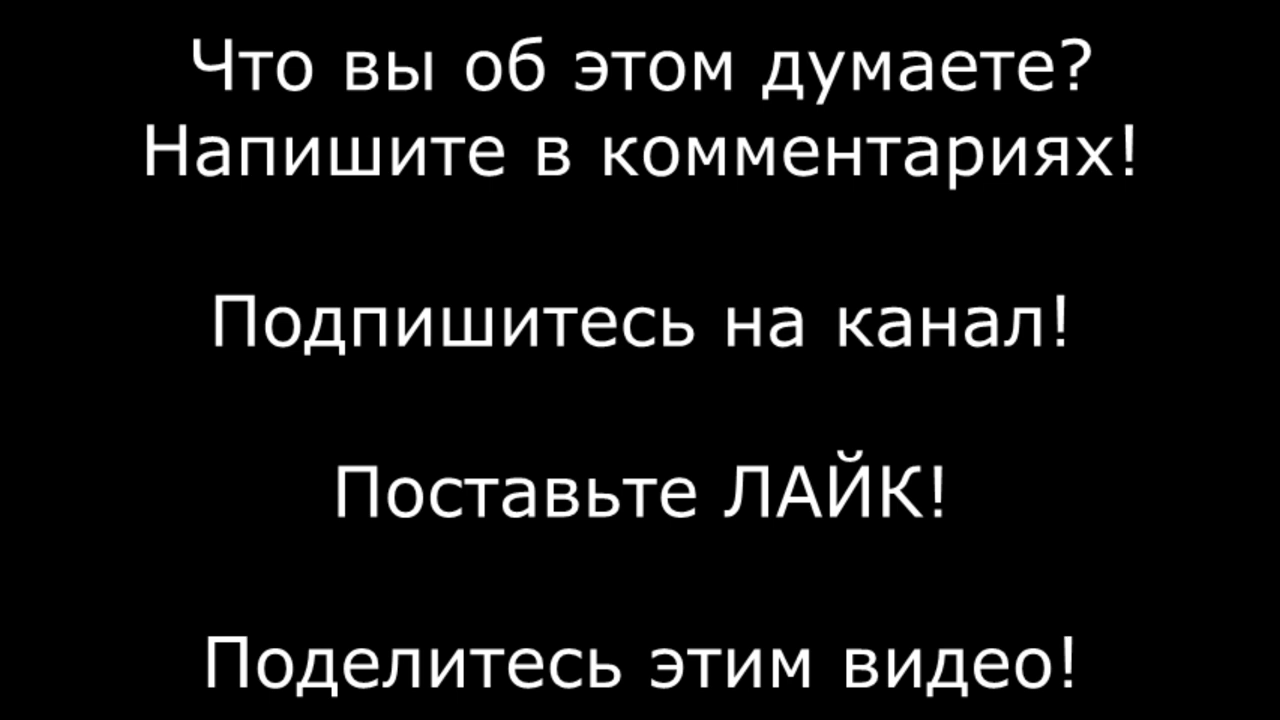 Что вы об этом думаете?
Напишите в комментариях!
Подпишитесь на канал!
Поставьте ЛАЙК!
Поделитесь этим видео!